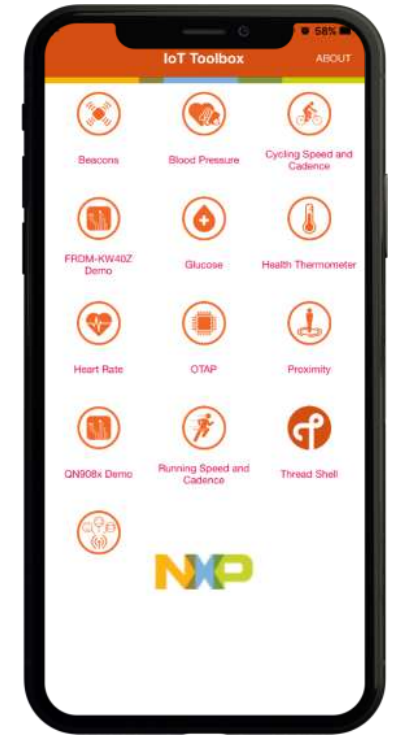 58%
IoT Toolbox
ABOUT
Beacons
Blood Pressure
Cycling Speed and
Cadence
FRDM-KW40Z
Demo
Glucose
Health Thermometer
Heart Rate
OTAP
Proximity
QN908x Demo
Running Speed and
Cadence
Thread Shell
NXP